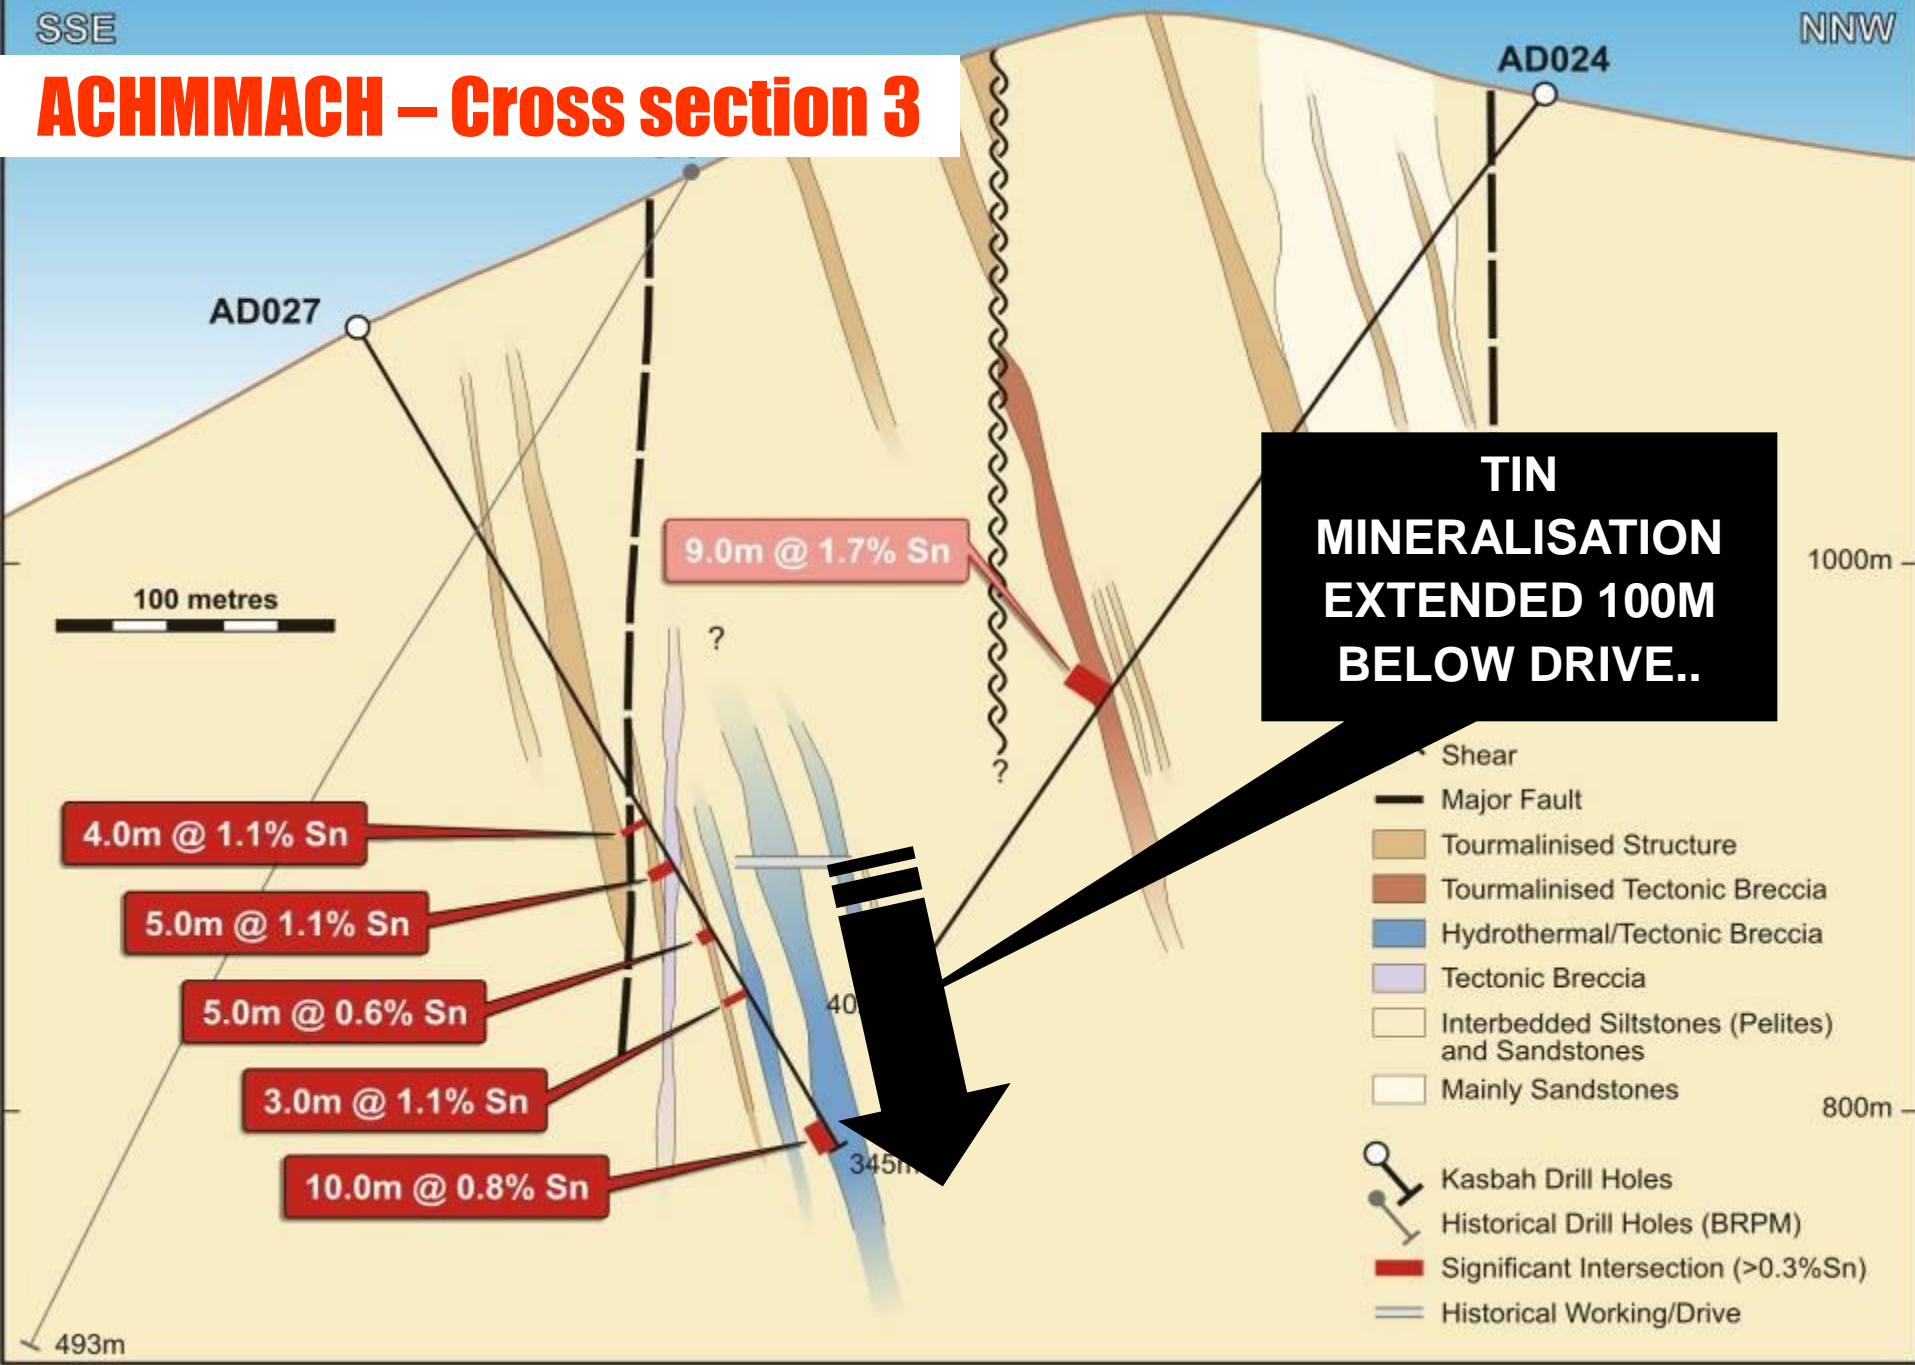 SSE
NNW
ACHMMACH – Cross section 3
AD024
AD027
9.0m @ 1.7% Sn
TIN
MINERALISATION
EXTENDED 100M
BELOW DRIVE..
1000m
100 metres
?
?
4.0m @ 1.1% Sn
5.0m @ 1.1% Sn
5.0m @ 0.6% Sn
3.0m @ 1.1% Sn
10.0m @ 0.8% Sn
345m
493m
800m
Shear
Major Fault
Tourmalinised Structure
Tourmalinised Tectonic Breccia
Hydrothermal/Tectonic Breccia
Tectonic Breccia
Interbedded Siltstones (Pelites)
and Sandstones
Mainly Sandstones
Kasbah Drill Holes
Historical Drill Holes (BRPM)
Significant Intersection (>0.3%Sn)
Historical Working/Drive